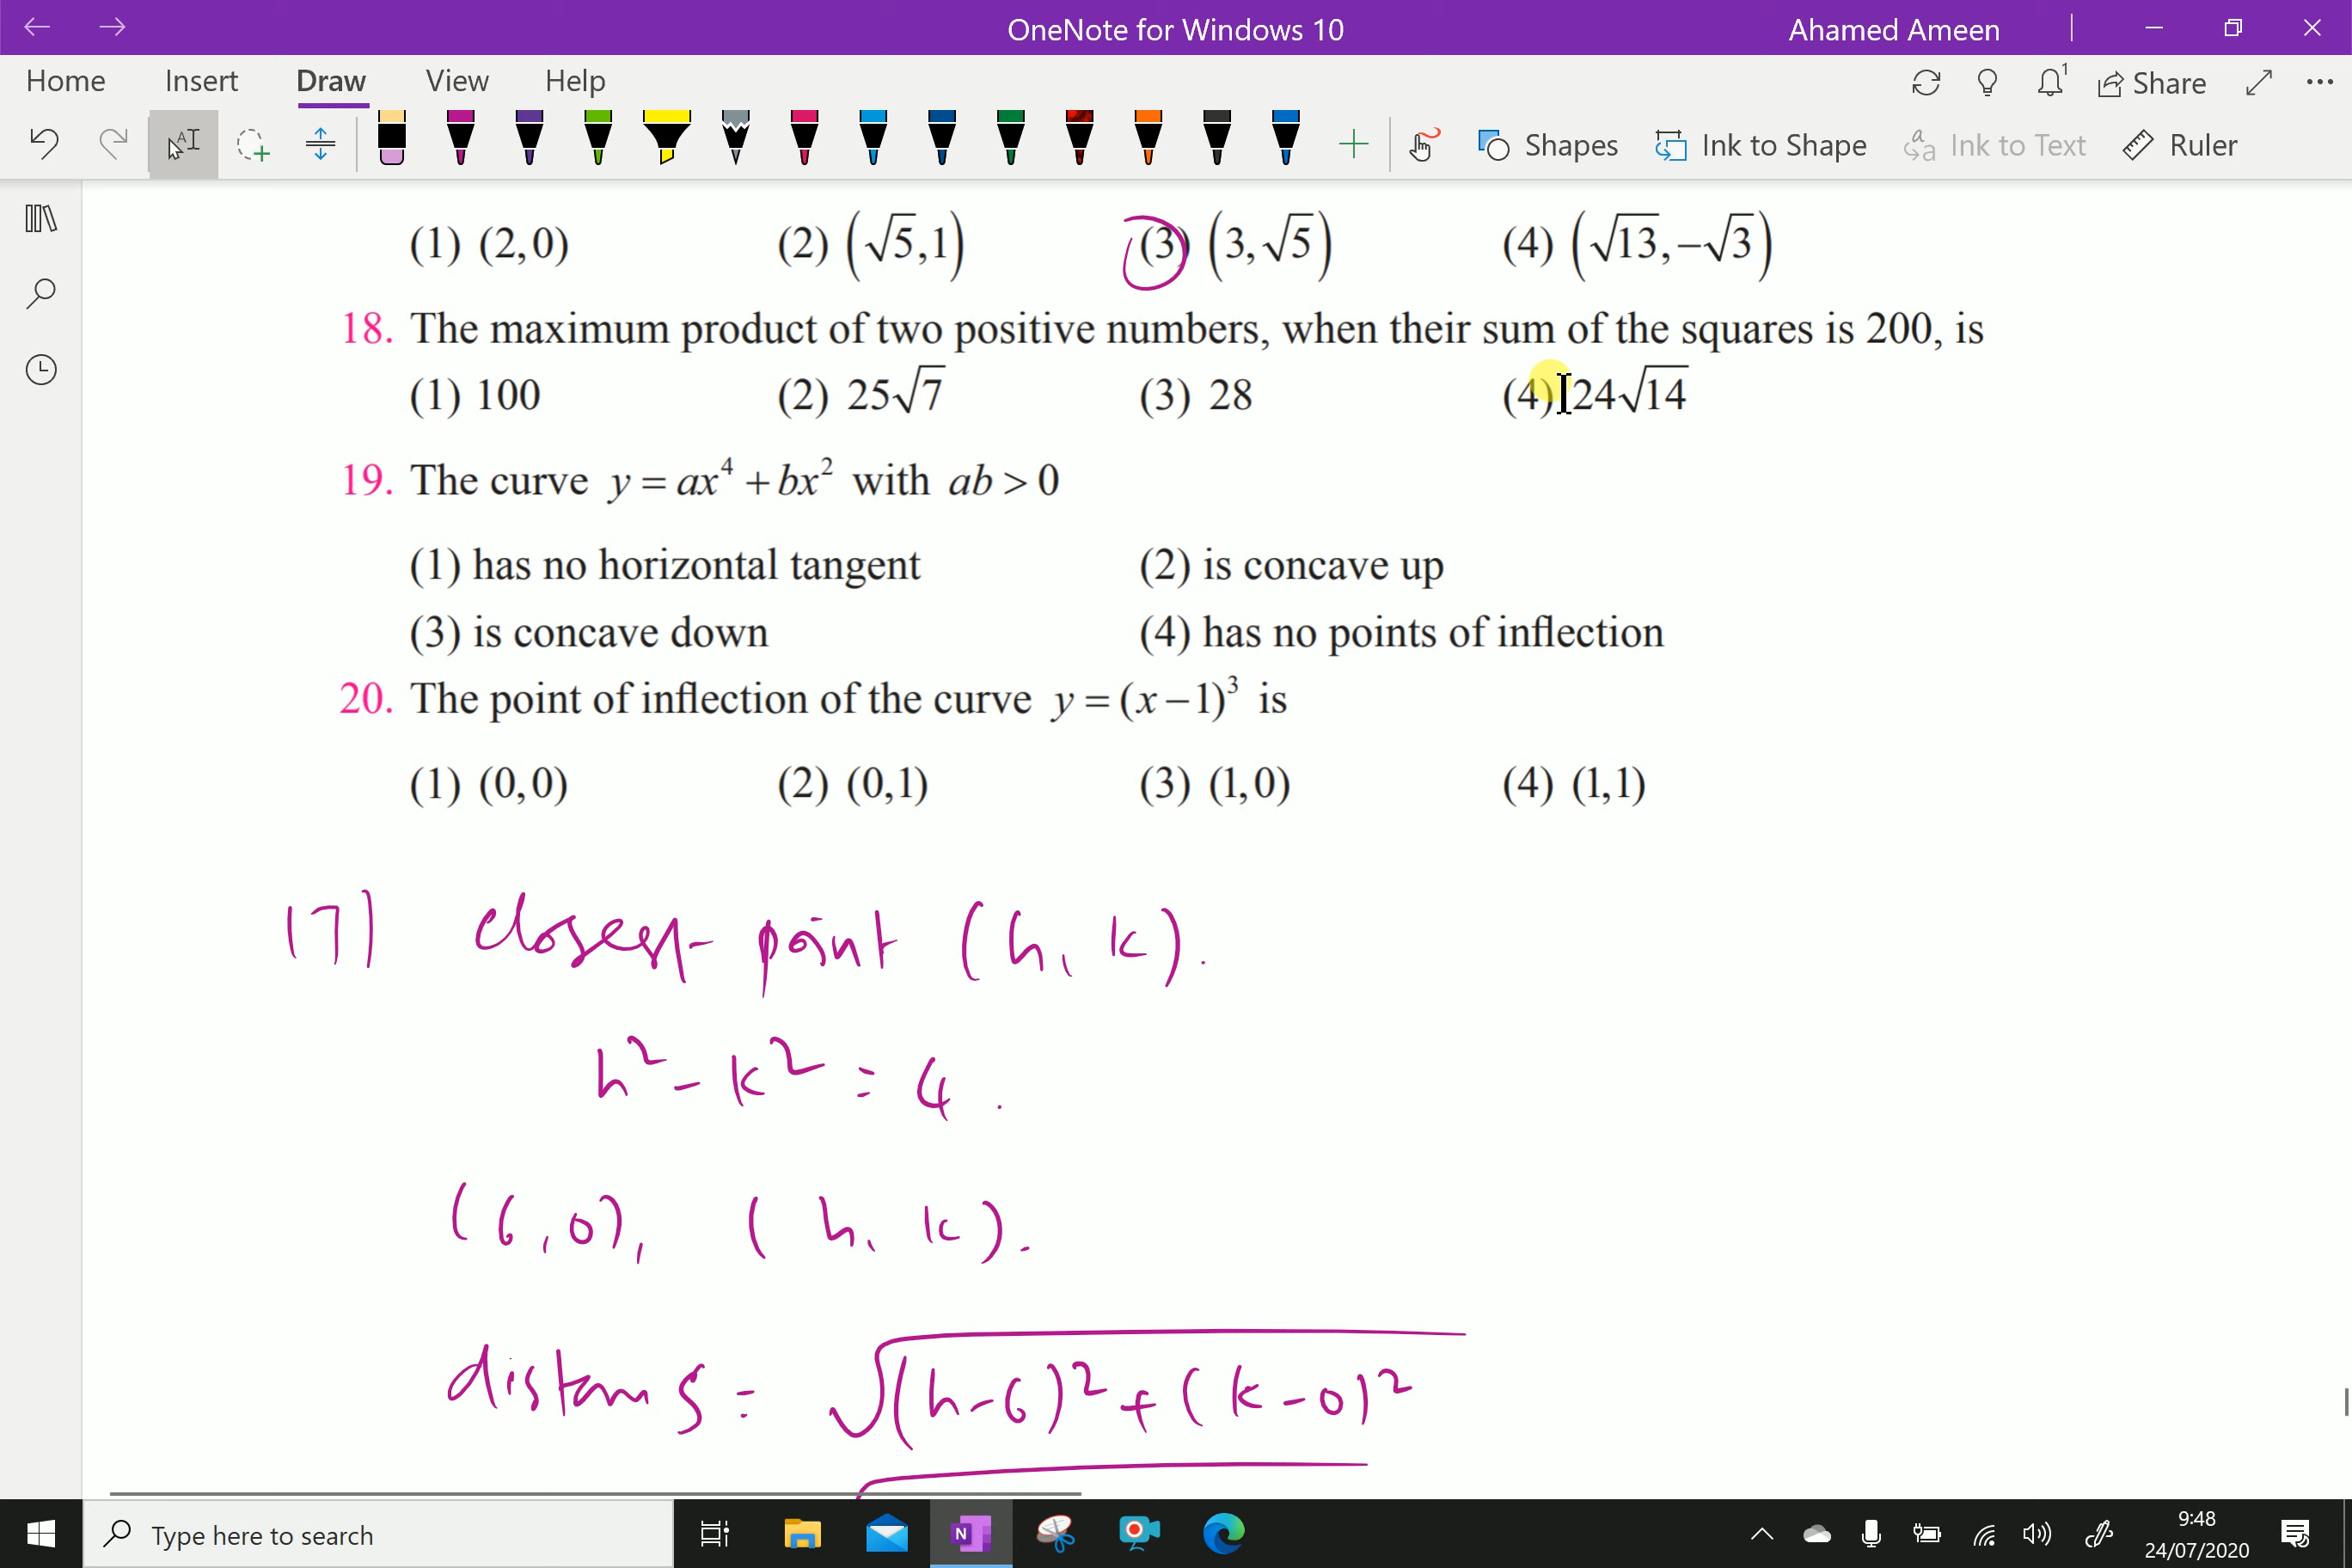 OneNote for Windows 10
Ahamed Ameen
Home Insert Draw View Help
1
Share
Shapes Ink to Shape Ink to Text Ruler
(1) (2,0) (2) (√5,1) (3) (3,√5) (4) (√13,−√3)
18. The maximum product of two positive numbers, when their sum of the squares is 200, is
(1) 100 (2) 25√7 (3) 28 (4) 24√14
19. The curve y = ax⁴ + bx² with ab > 0
(1) has no horizontal tangent (2) is concave up
(3) is concave down (4) has no points of inflection
20. The point of inflection of the curve y = (x−1)³ is
(1) (0,0) (2) (0,1) (3) (1,0) (4) (1,1)
17) closest point (h, k).
h² - k² = 4.
(6,0), (h, k).
= √(h-6)² + (k-0)²
Type here to search
N
9:48
24/07/2020